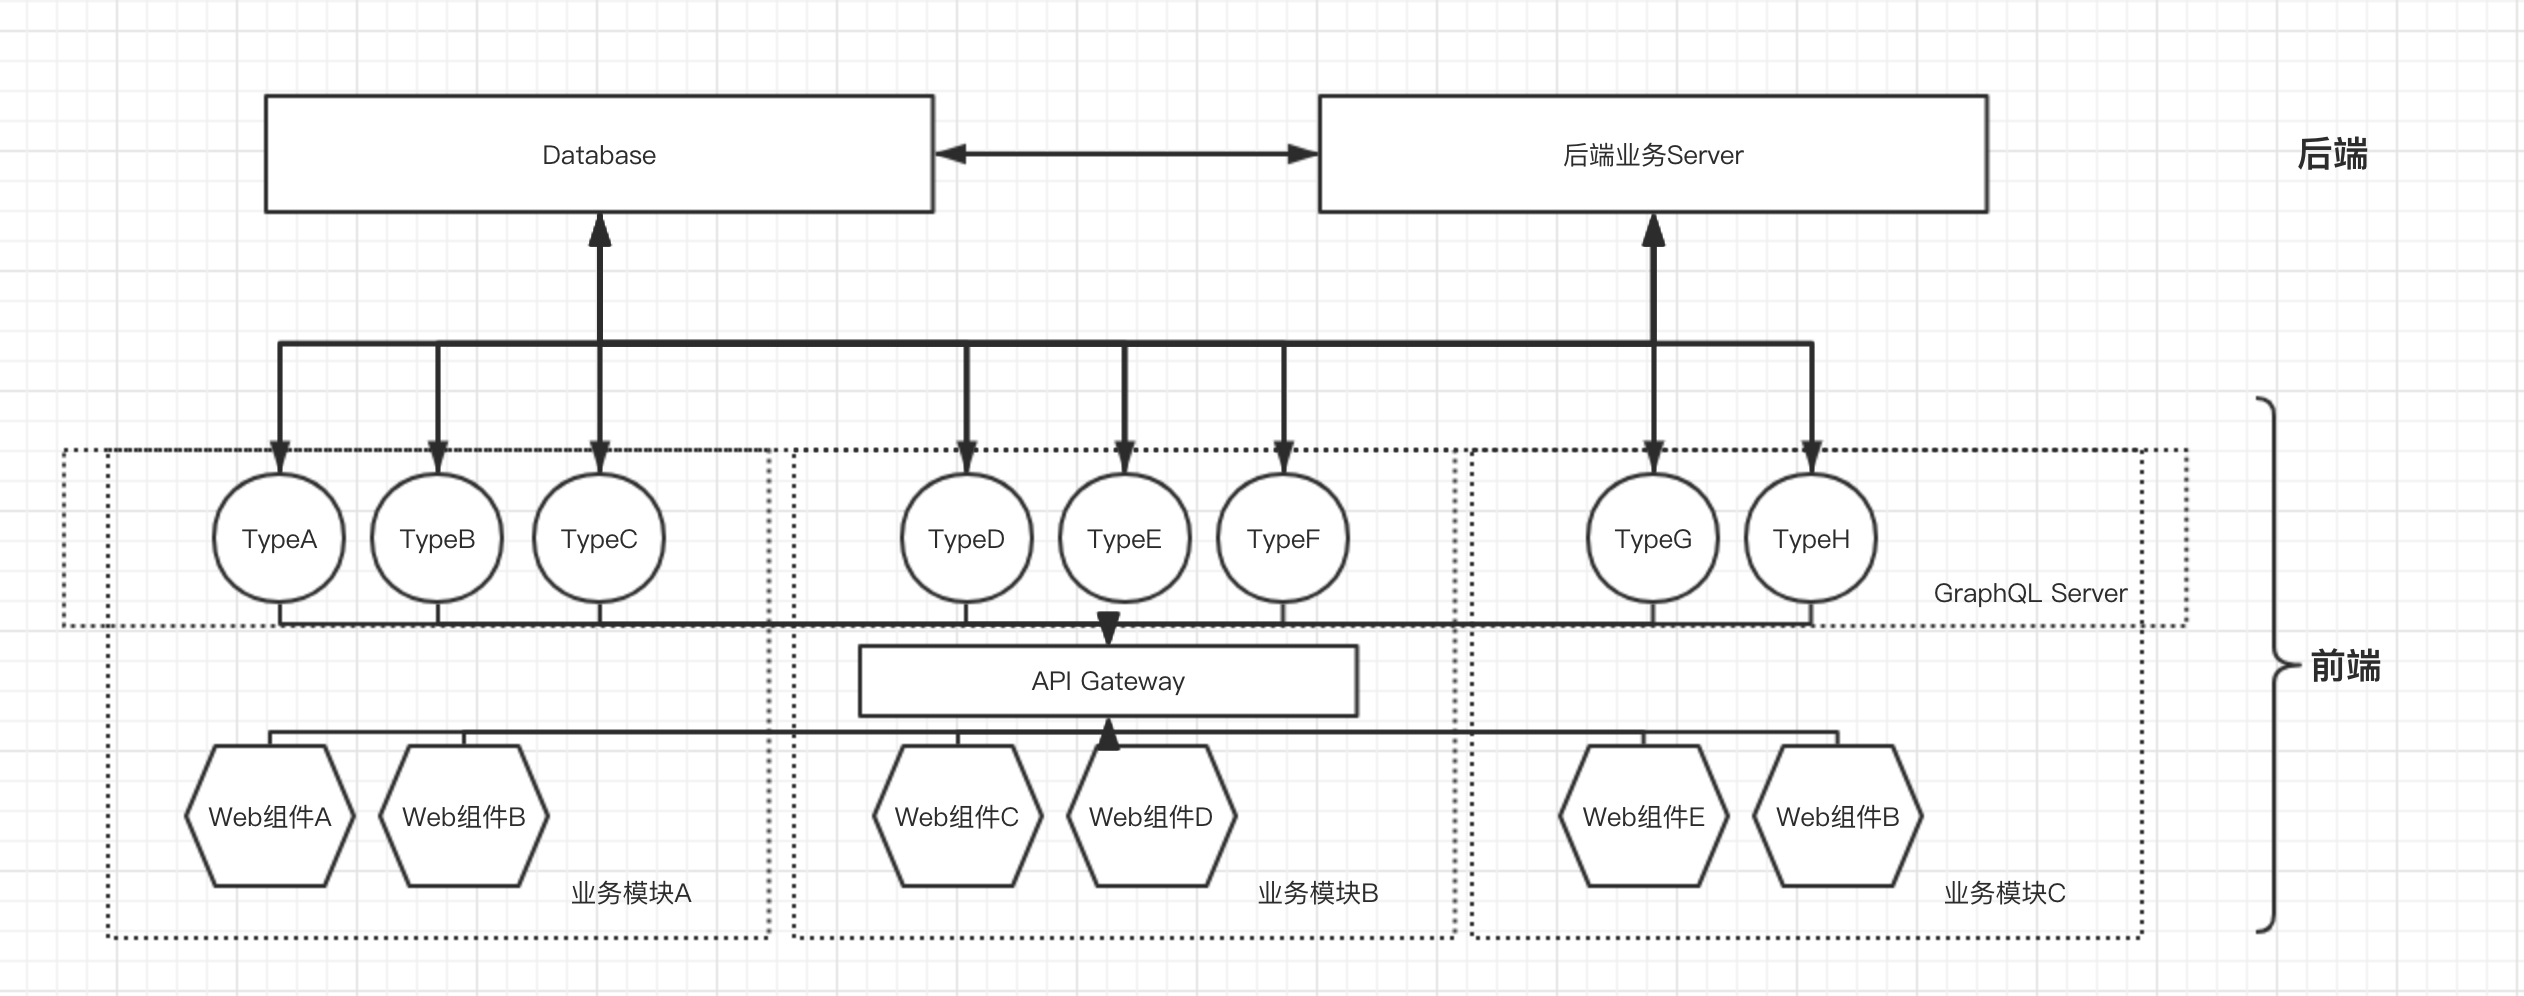 Database
后端业务Server
后端
TypeA
TypeB
TypeC
TypeD
TypeE
TypeF
TypeG
TypeH
GraphQL Server
API Gateway
前端
Web组件A
Web组件B
Web组件C
Web组件D
Web组件E
Web组件B
业务模块A
业务模块B
业务模块C